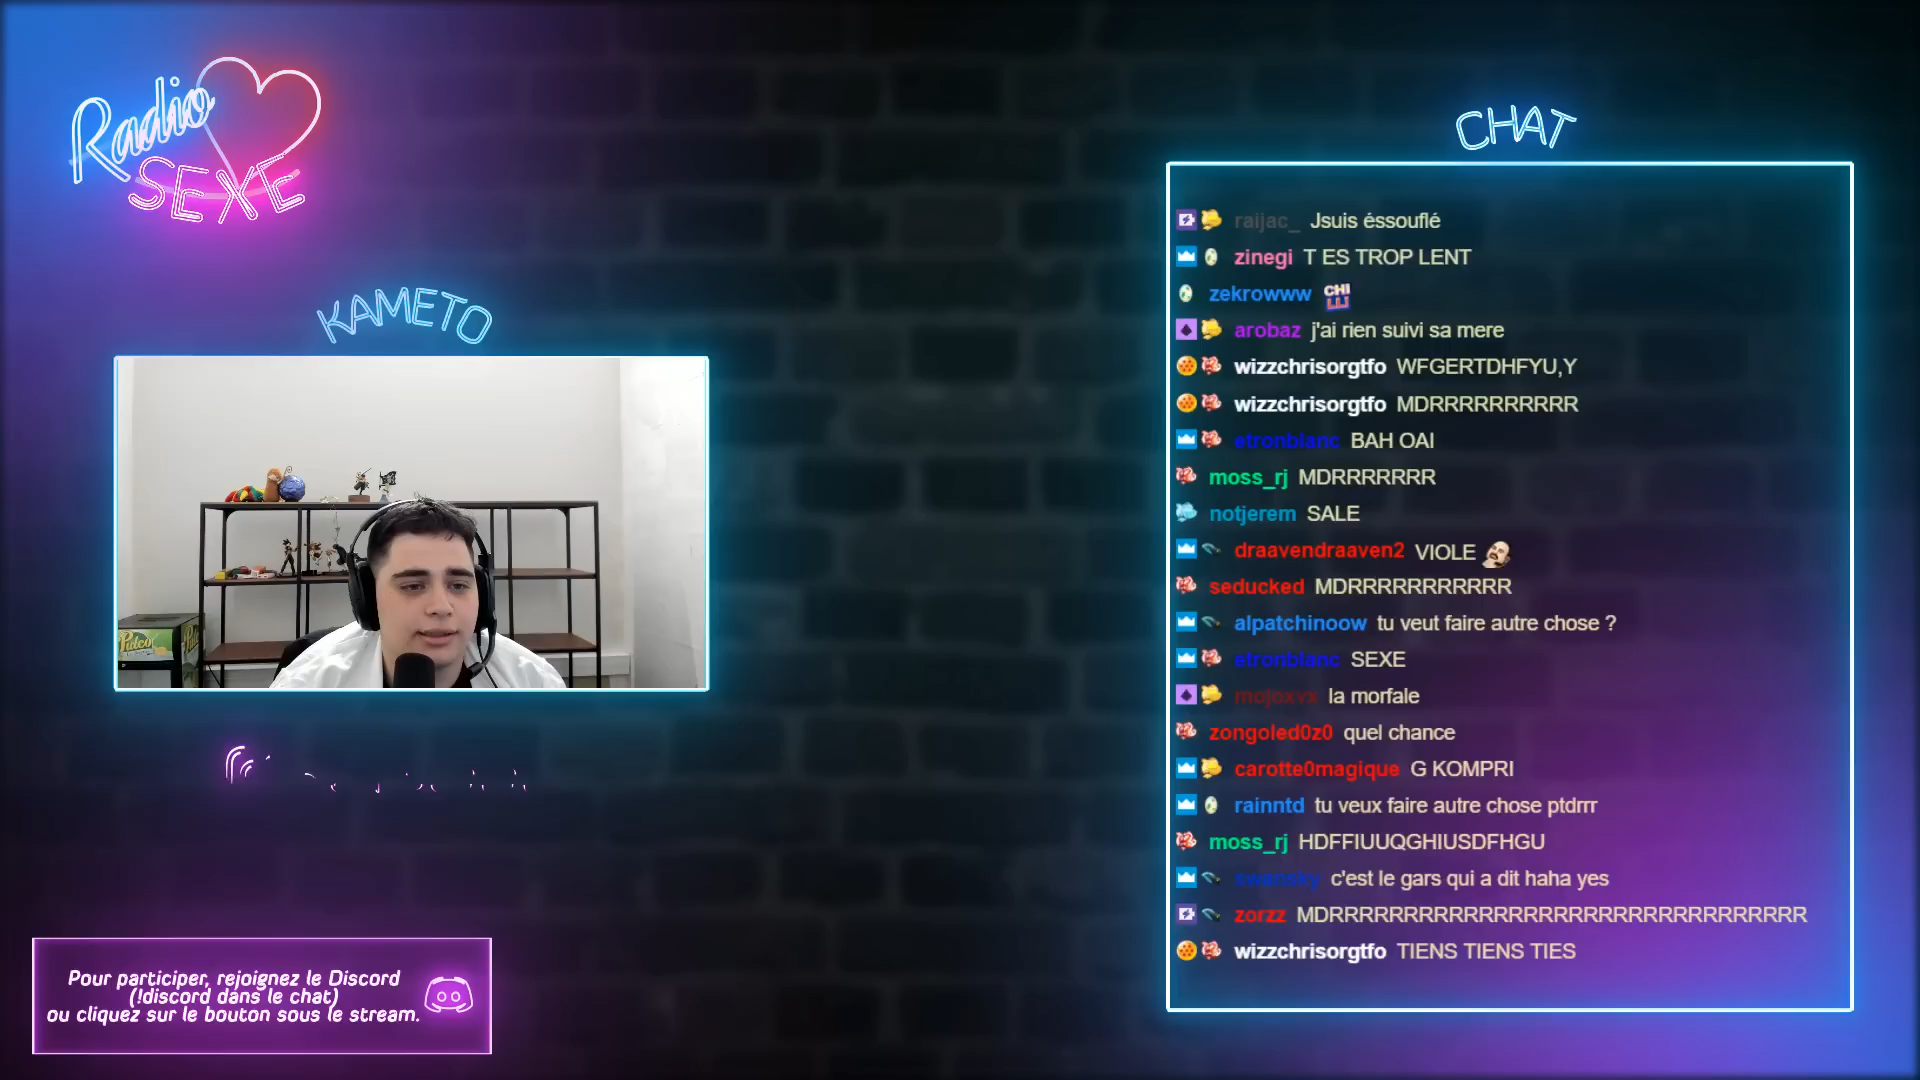 Radio
SEXE
KAMETO
Pulco
Pour participer, rejoignez le Discord
(!discord dans le chat)
ou cliquez sur le bouton sous le stream.
CHAT
raijac_ Jsuis éssouflé
zinegi T ES TROP LENT
zekrowww CHI
arobaz j'ai rien suivi sa mere
wizzchrisorgtfo WFGERTDHFYU,Y
wizzchrisorgtfo MDRRRRRRRRRR
etronblanc BAH OAI
moss_rj MDRRRRRRR
notjerem SALE
draavendraaven2 VIOLE
seducked MDRRRRRRRRRRR
alpatchinoow tu veut faire autre chose ?
etronblanc SEXE
mojoxvx la morfale
zongoled0z0 quel chance
carotte0magique G KOMPRI
rainntd tu veux faire autre chose ptdrrr
moss_rj HDFFIUUQGHIUSDFHGU
swansky c'est le gars qui a dit haha yes
zorzz MDRRRRRRRRRRRRRRRRRRRRRRRRRRRRRRRR
wizzchrisorgtfo TIENS TIENS TIES